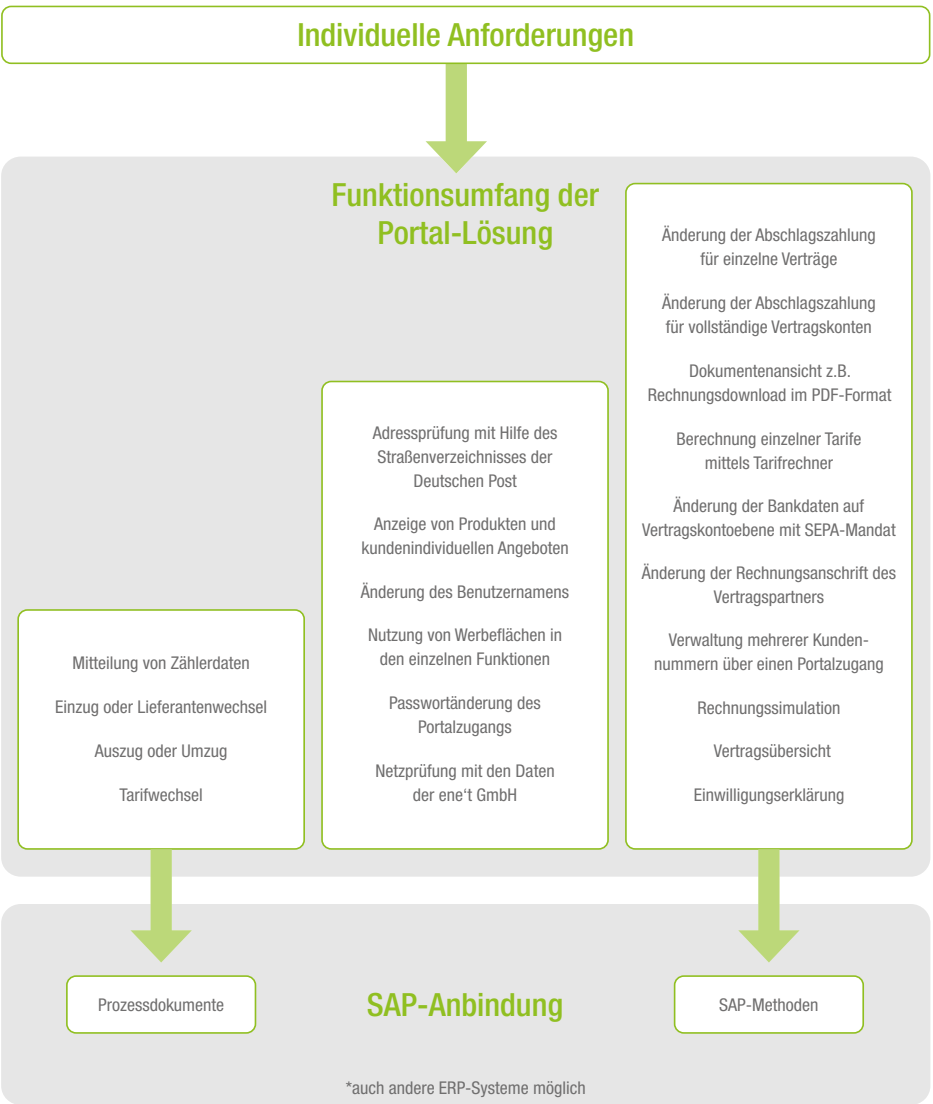 Individuelle Anforderungen
Funktionsumfang der
Portal-Lösung
Mitteilung von Zählerdaten
Einzug oder Lieferantenwechsel
Auszug oder Umzug
Tarifwechsel
Adressprüfung mit Hilfe des
Straßenverzeichnisses der
Deutschen Post
Anzeige von Produkten und
kundenindividuellen Angeboten
Änderung des Benutzernamens
Nutzung von Werbeflächen in
den einzelnen Funktionen
Passwortänderung des
Portalzugangs
Netzprüfung mit den Daten
der ene‘t GmbH
Änderung der Abschlagszahlung
für einzelne Verträge
Änderung der Abschlagszahlung
für vollständige Vertragskonten
Dokumentenansicht z.B.
Rechnungsdownload im PDF-Format
Berechnung einzelner Tarife
mittels Tarifrechner
Änderung der Bankdaten auf
Vertragskontoebene mit SEPA-Mandat
Änderung der Rechnungsanschrift des
Vertragspartners
Verwaltung mehrerer Kunden-
nummern über einen Portalzugang
Rechnungssimulation
Vertragsübersicht
Einwilligungserklärung
Prozessdokumente
SAP-Anbindung
SAP-Methoden
*auch andere ERP-Systeme möglich